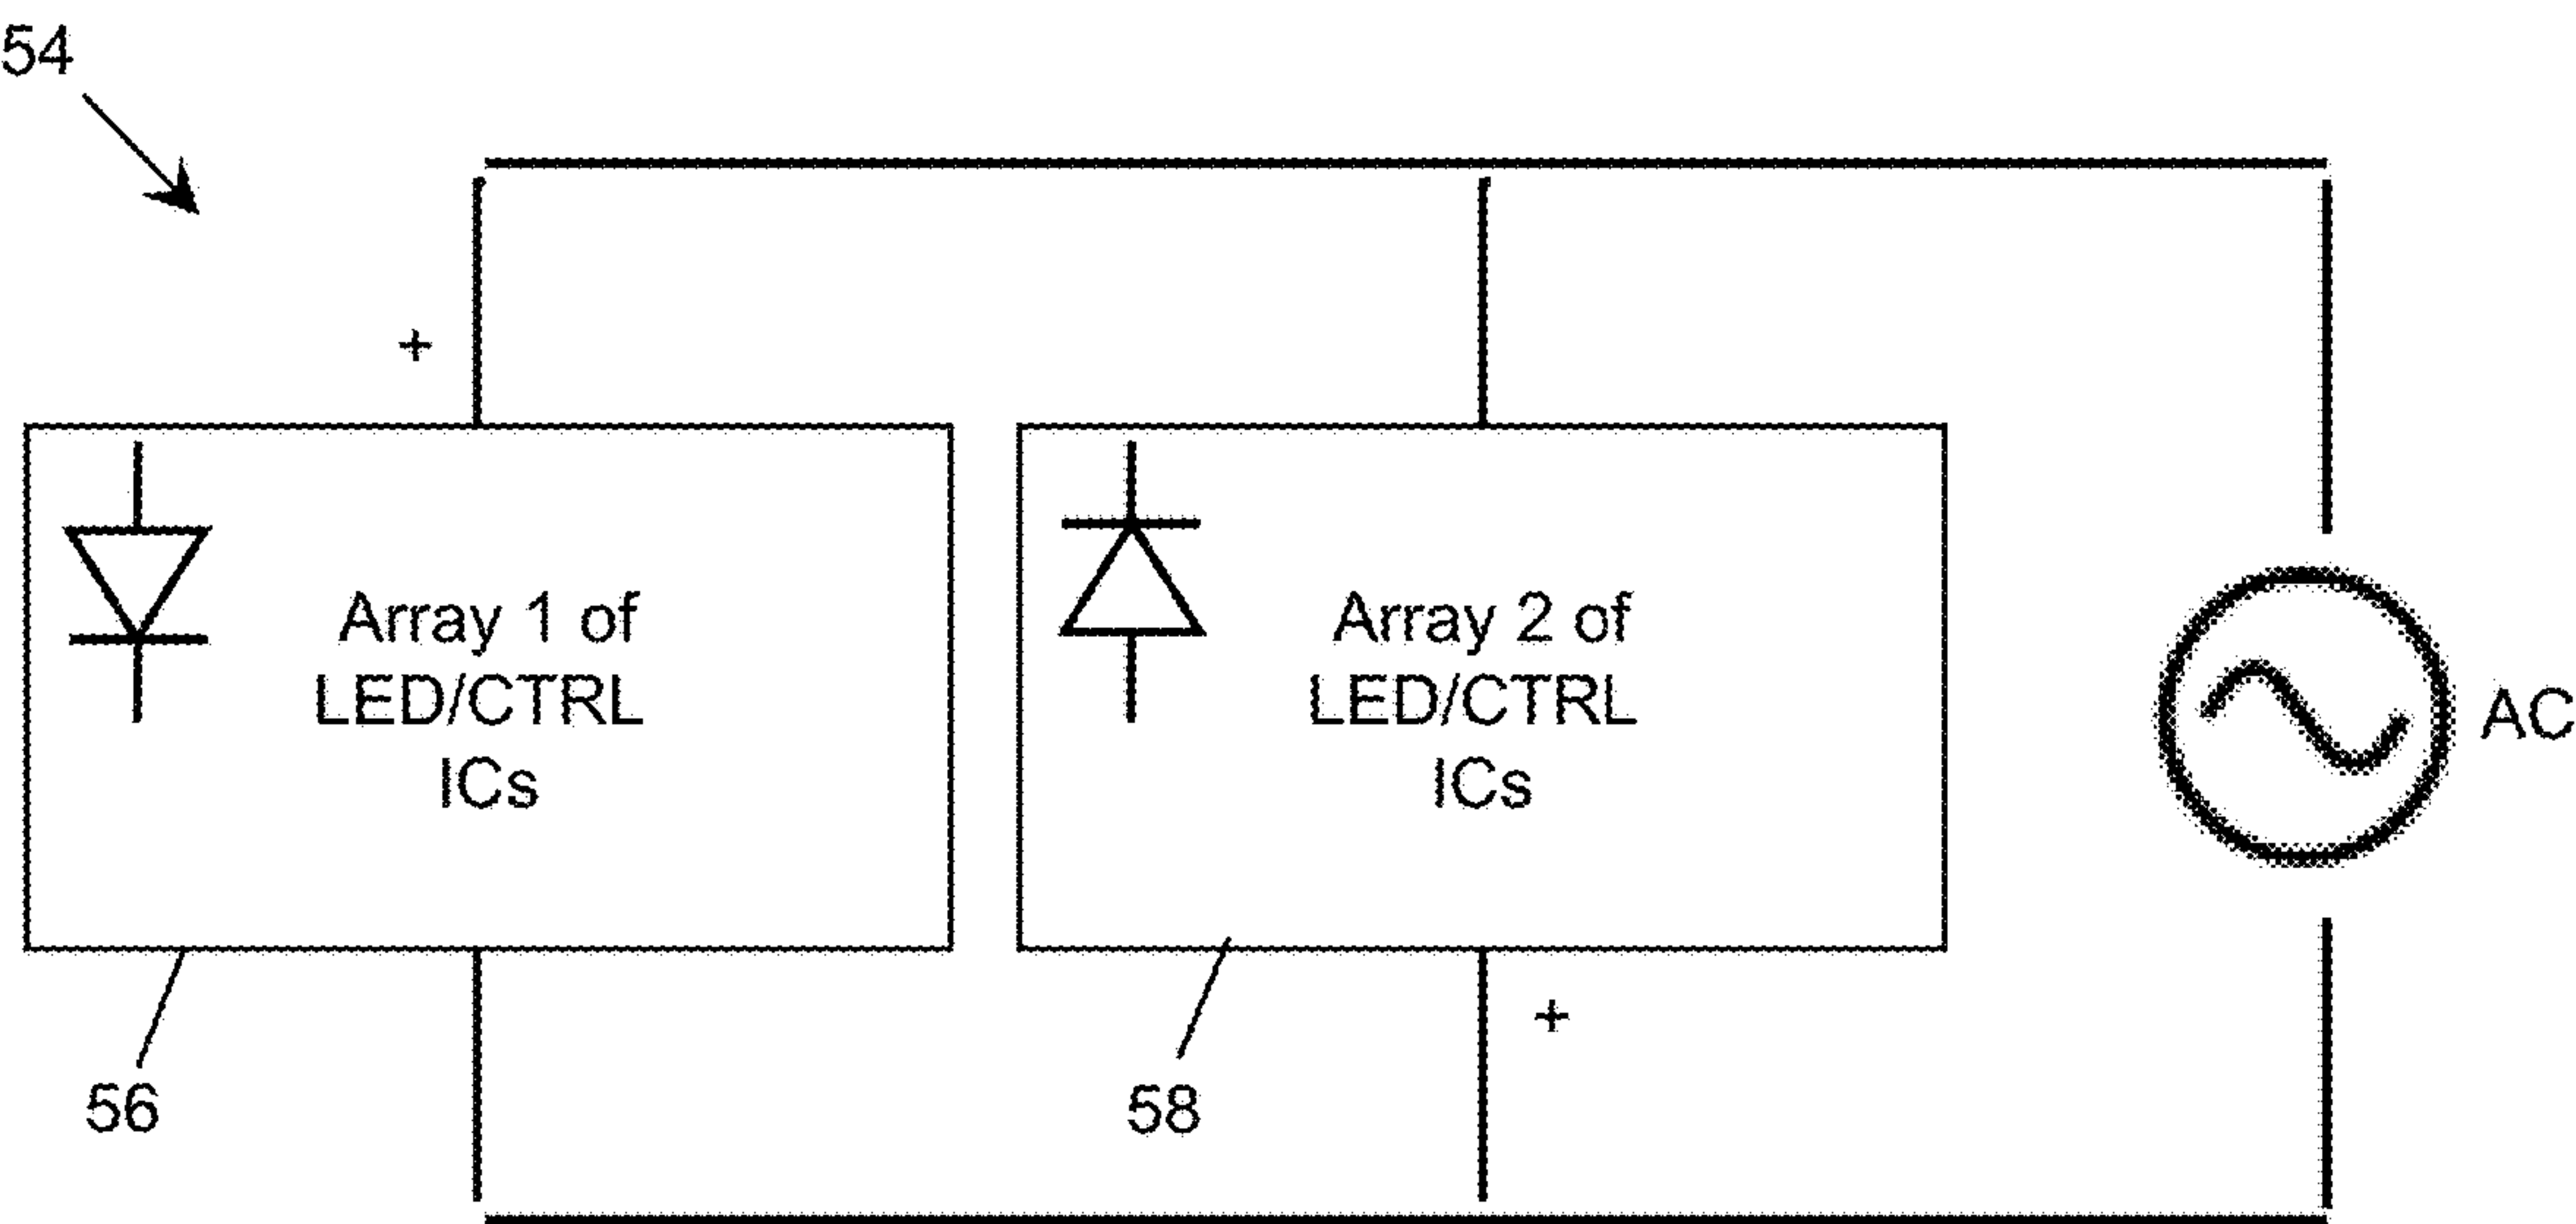 54
+
Array 1 of
LED/CTRL
ICs
Array 2 of
LED/CTRL
ICs
AC
+
56
58